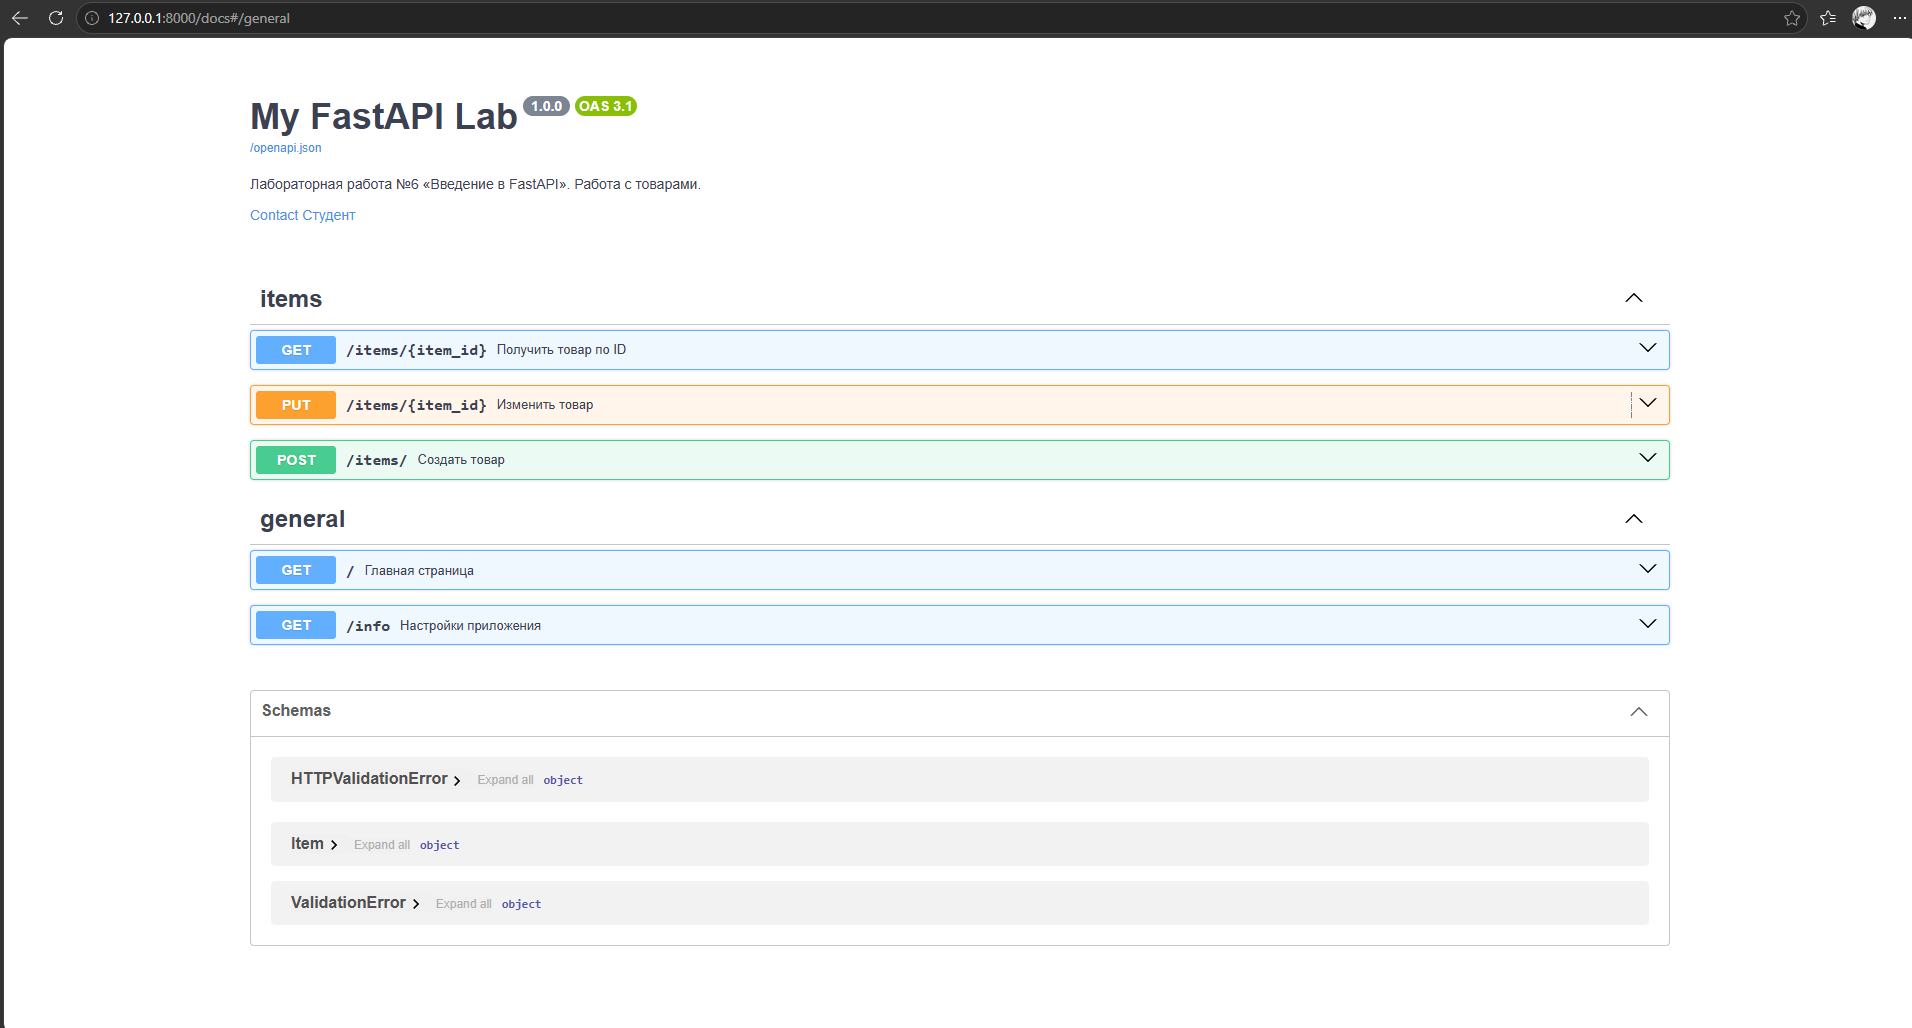 127.0.0.1:8000/docs#/general
My FastAPI Lab 1.0.0 OAS 3.1
/openapi.json
Лабораторная работа №6 «Введение в FastAPI». Работа с товарами.
Contact Студент
items
GET /items/{item_id} Получить товар по ID
PUT /items/{item_id} Изменить товар
POST /items/ Создать товар
general
GET / Главная страница
GET /info Настройки приложения
Schemas
HTTPValidationError Expand all object
Item Expand all object
ValidationError Expand all object